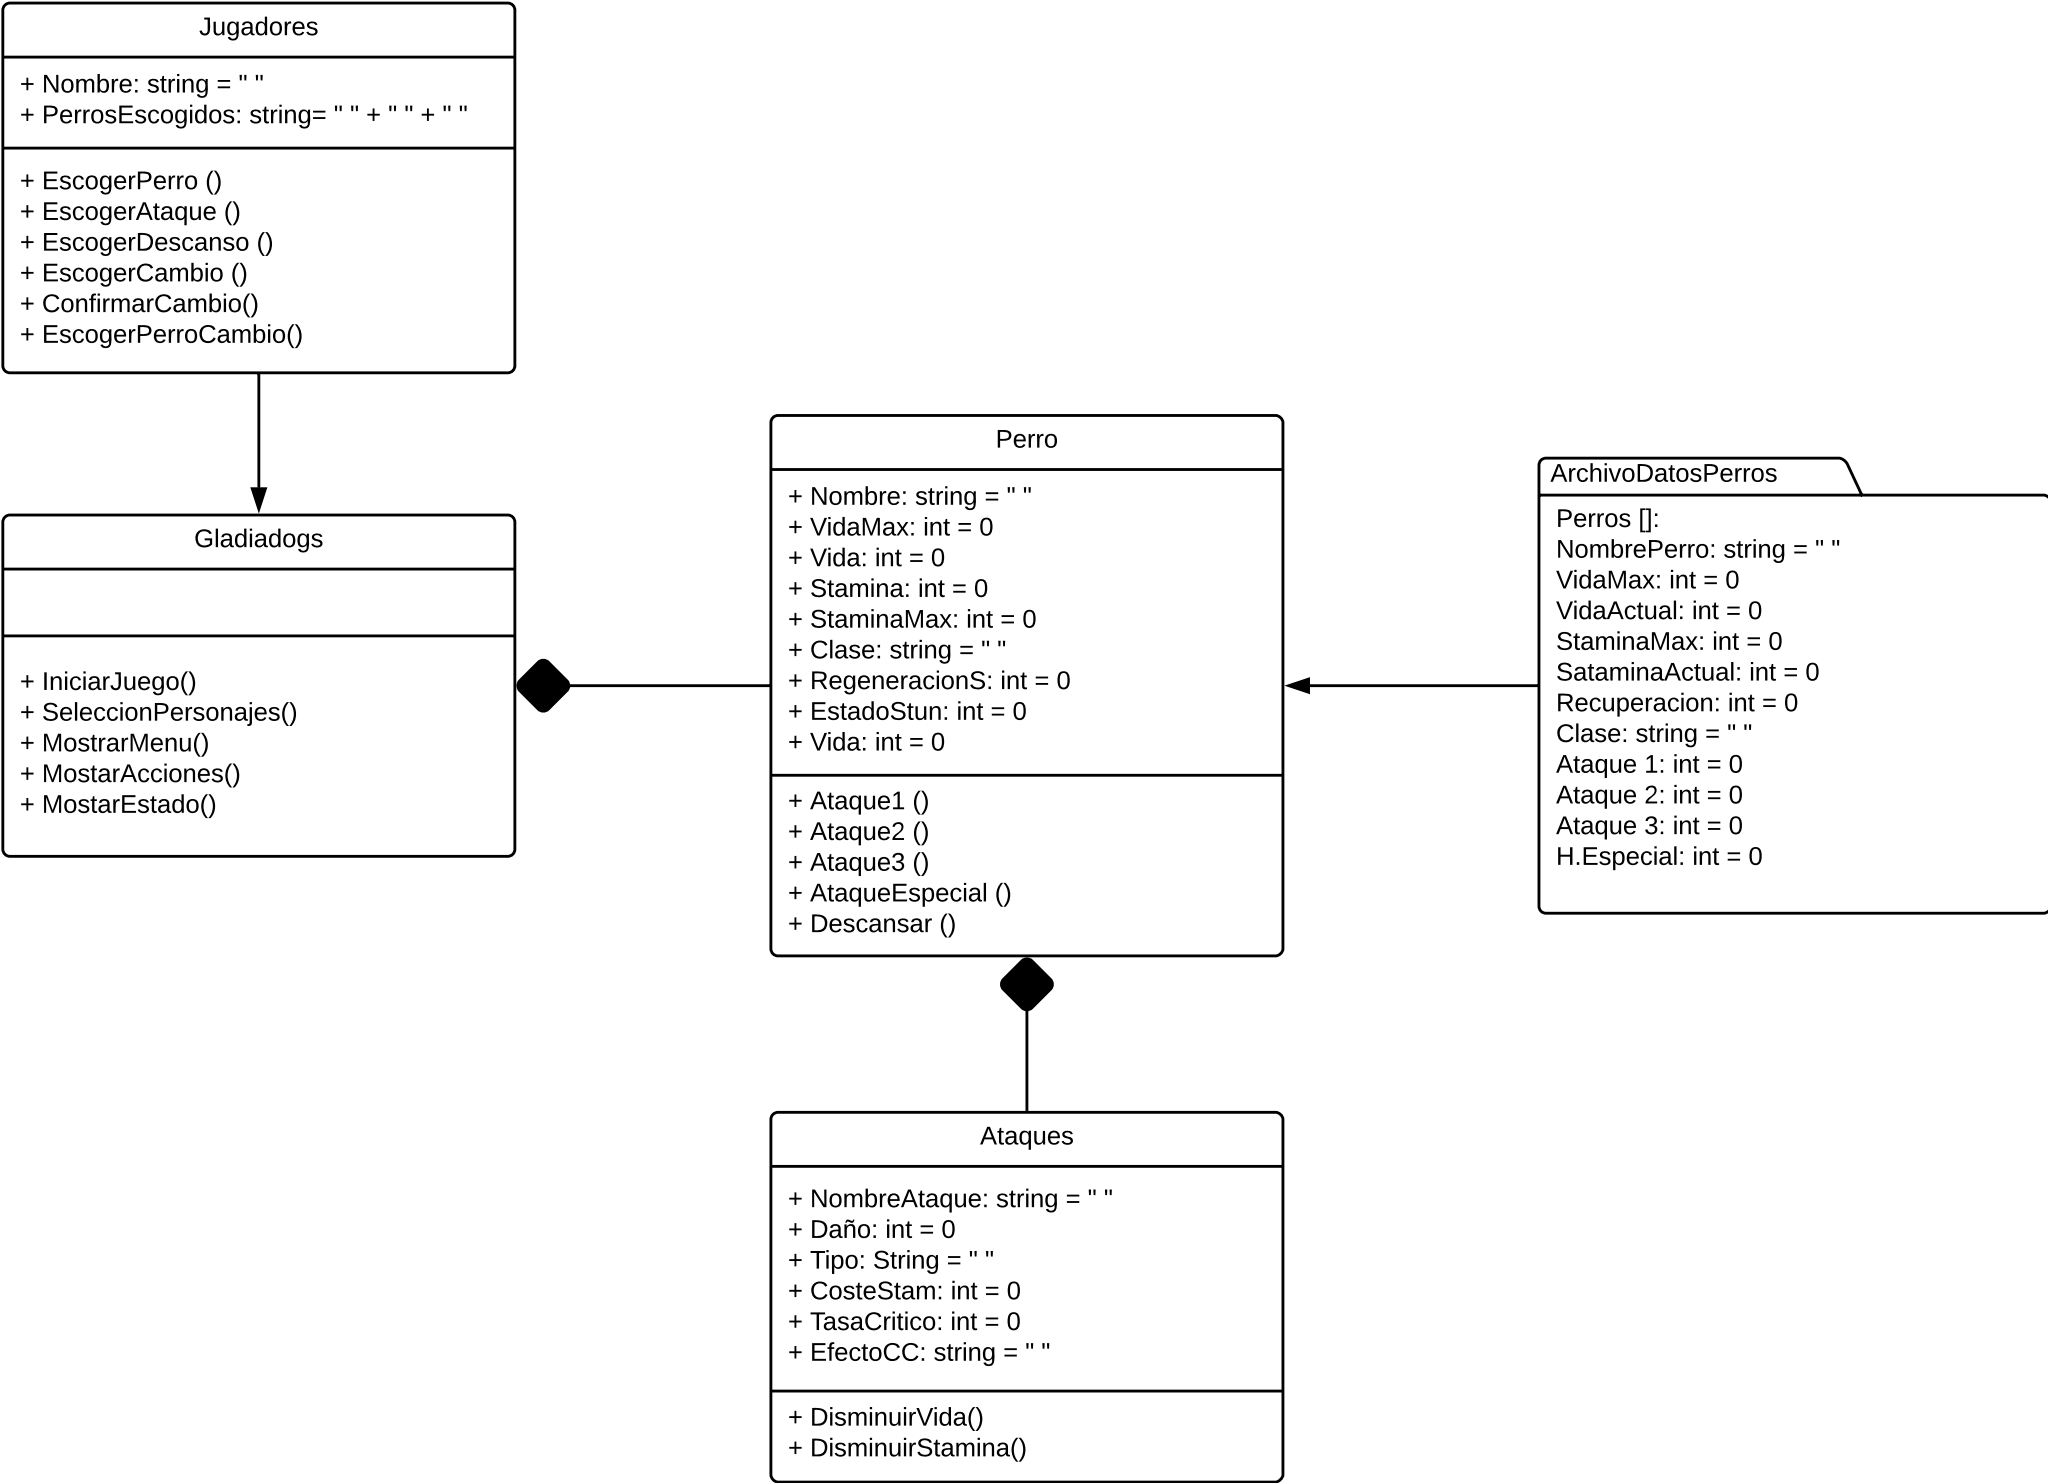 Jugadores
+ Nombre: string = " "
+ PerrosEscogidos: string= " " + " " + " "
+ EscogerPerro ()
+ EscogerAtaque ()
+ EscogerDescanso ()
+ EscogerCambio ()
+ ConfirmarCambio()
+ EscogerPerroCambio()
Gladiadogs
+ IniciarJuego()
+ SeleccionPersonajes()
+ MostrarMenu()
+ MostarAcciones()
+ MostarEstado()
Perro
+ Nombre: string = " "
+ VidaMax: int = 0
+ Vida: int = 0
+ Stamina: int = 0
+ StaminaMax: int = 0
+ Clase: string = " "
+ RegeneracionS: int = 0
+ EstadoStun: int = 0
+ Vida: int = 0
+ Ataque1 ()
+ Ataque2 ()
+ Ataque3 ()
+ AtaqueEspecial ()
+ Descansar ()
ArchivoDatosPerros
Perros []:
NombrePerro: string = " "
VidaMax: int = 0
VidaActual: int = 0
StaminaMax: int = 0
SataminaActual: int = 0
Recuperacion: int = 0
Clase: string = " "
Ataque 1: int = 0
Ataque 2: int = 0
Ataque 3: int = 0
H.Especial: int = 0
Ataques
+ NombreAtaque: string = " "
+ Daño: int = 0
+ Tipo: String = " "
+ CosteStam: int = 0
+ TasaCritico: int = 0
+ EfectoCC: string = " "
+ DisminuirVida()
+ DisminuirStamina()